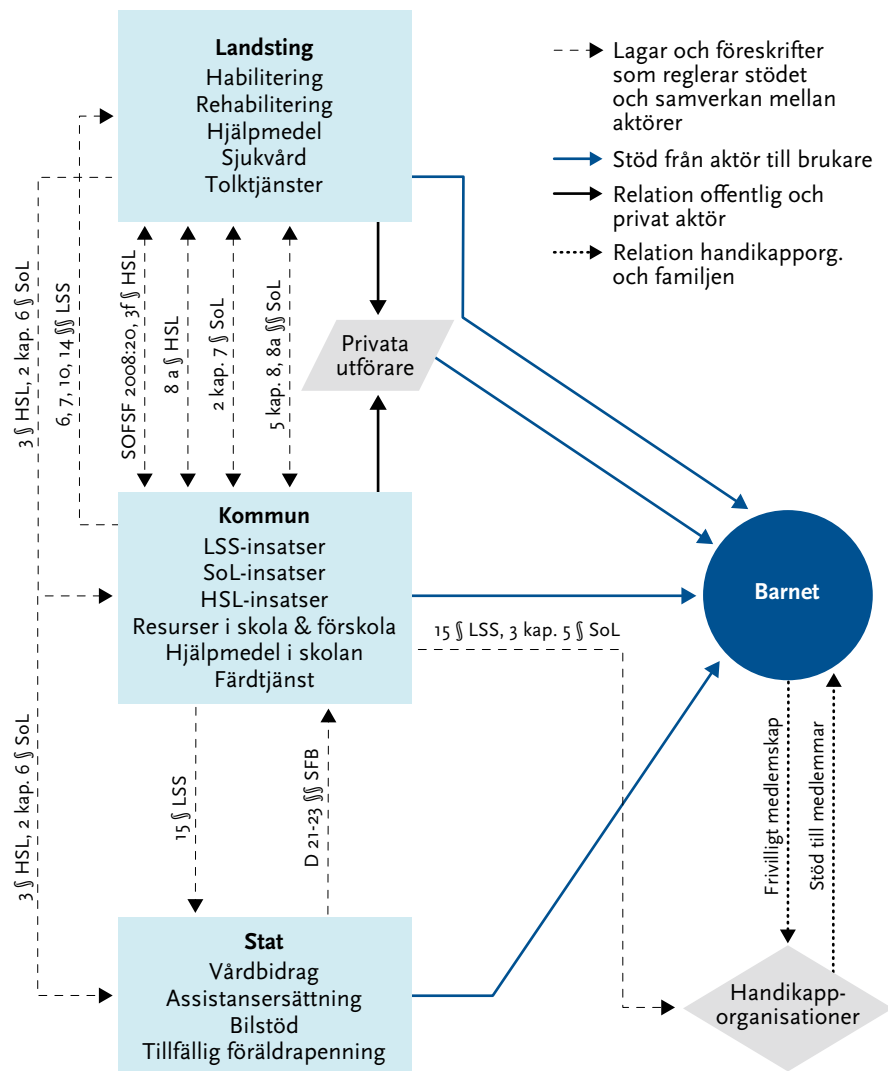 Landsting
Habilitering
Rehabilitering
Hjälpmedel
Sjukvård
Tolktjänster
Lagar och föreskrifter
som reglerar stödet
och samverkan mellan
aktörer
Stöd från aktör till brukare
Relation offentlig och
privat aktör
Relation handikapporg.
och familjen
3 § HSL, 2 kap. 6 § SoL
6, 7, 10, 14 §§ LSS
SOFSF 2008:20, 3f § HSL
8 a § HSL
2 kap. 7 § SoL
5 kap. 8, 8a §§ SoL
Privata
utförare
Kommun
LSS-insatser
SoL-insatser
HSL-insatser
Resurser i skola & förskola
Hjälpmedel i skolan
Färdtjänst
Barnet
15 § LSS, 3 kap. 5 § SoL
3 § HSL, 2 kap. 6 § SoL
15 § LSS
D 21-23 §§ SFB
Frivilligt medlemskap
Stöd till medlemmar
Stat
Vårdbidrag
Assistansersättning
Bilstöd
Tillfällig föräldrapenning
Handikapp-
organisationer